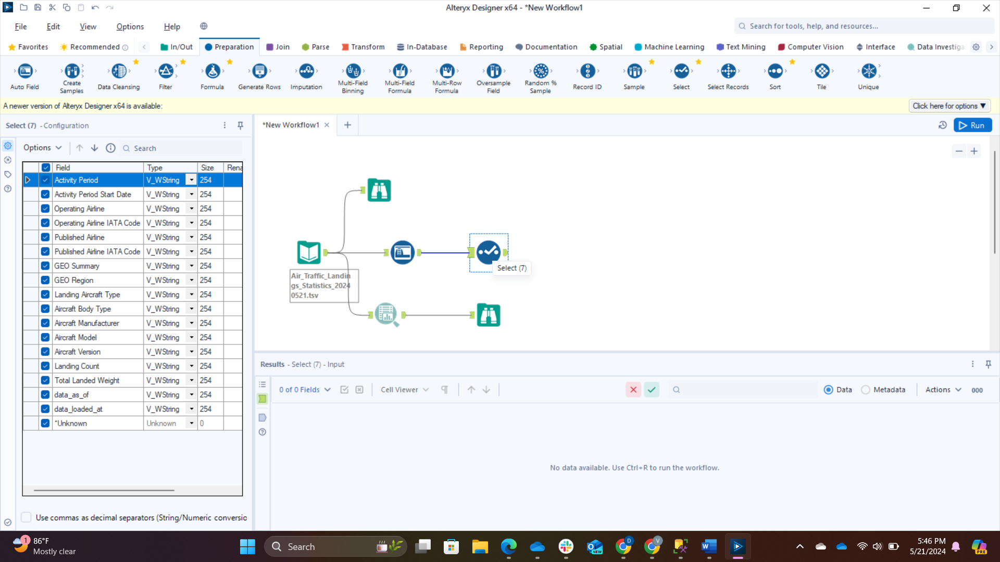 Alteryx Designer x64 - *New Workflow1
File Edit View Options Help
Search for tools, help, and resources...
Favorites Recommended In/Out Preparation Join Parse Transform In-Database Reporting Documentation Spatial Machine Learning Text Mining Computer Vision Interface Data Investiga
Auto Field
Create
Samples
Data Cleansing
Filter
Formula
Generate Rows
Imputation
Multi-Field
Binning
Multi-Field
Formula
Multi-Row
Formula
Oversample
Field
Random %
Sample
Record ID
Sample
Select
Select Records
Sort
Tile
Unique
A newer version of Alteryx Designer x64 is available:
Click here for options ▼
Select (7) - Configuration
Options
Search
Field Type Size Rena
Activity Period V_WString 254
Activity Period Start Date V_WString 254
Operating Airline V_WString 254
Operating Airline IATA Code V_WString 254
Published Airline V_WString 254
Published Airline IATA Code V_WString 254
GEO Summary V_WString 254
GEO Region V_WString 254
Landing Aircraft Type V_WString 254
Aircraft Body Type V_WString 254
Aircraft Manufacturer V_WString 254
Aircraft Model V_WString 254
Aircraft Version V_WString 254
Landing Count V_WString 254
Total Landed Weight V_WString 254
data_as_of V_WString 254
data_loaded_at V_WString 254
*Unknown Unknown 0
Use commas as decimal separators (String/Numeric conversio
*New Workflow1
Run
Air_Traffic_Landin
gs_Statistics_2024
0521.tsv
Select (7)
Results - Select (7) - Input
0 of 0 Fields Cell Viewer Data Metadata Actions 000
No data available. Use Ctrl+R to run the workflow.
1
86°F
Mostly clear
Search
NEW
D
V
5:46 PM
5/21/2024
PRE